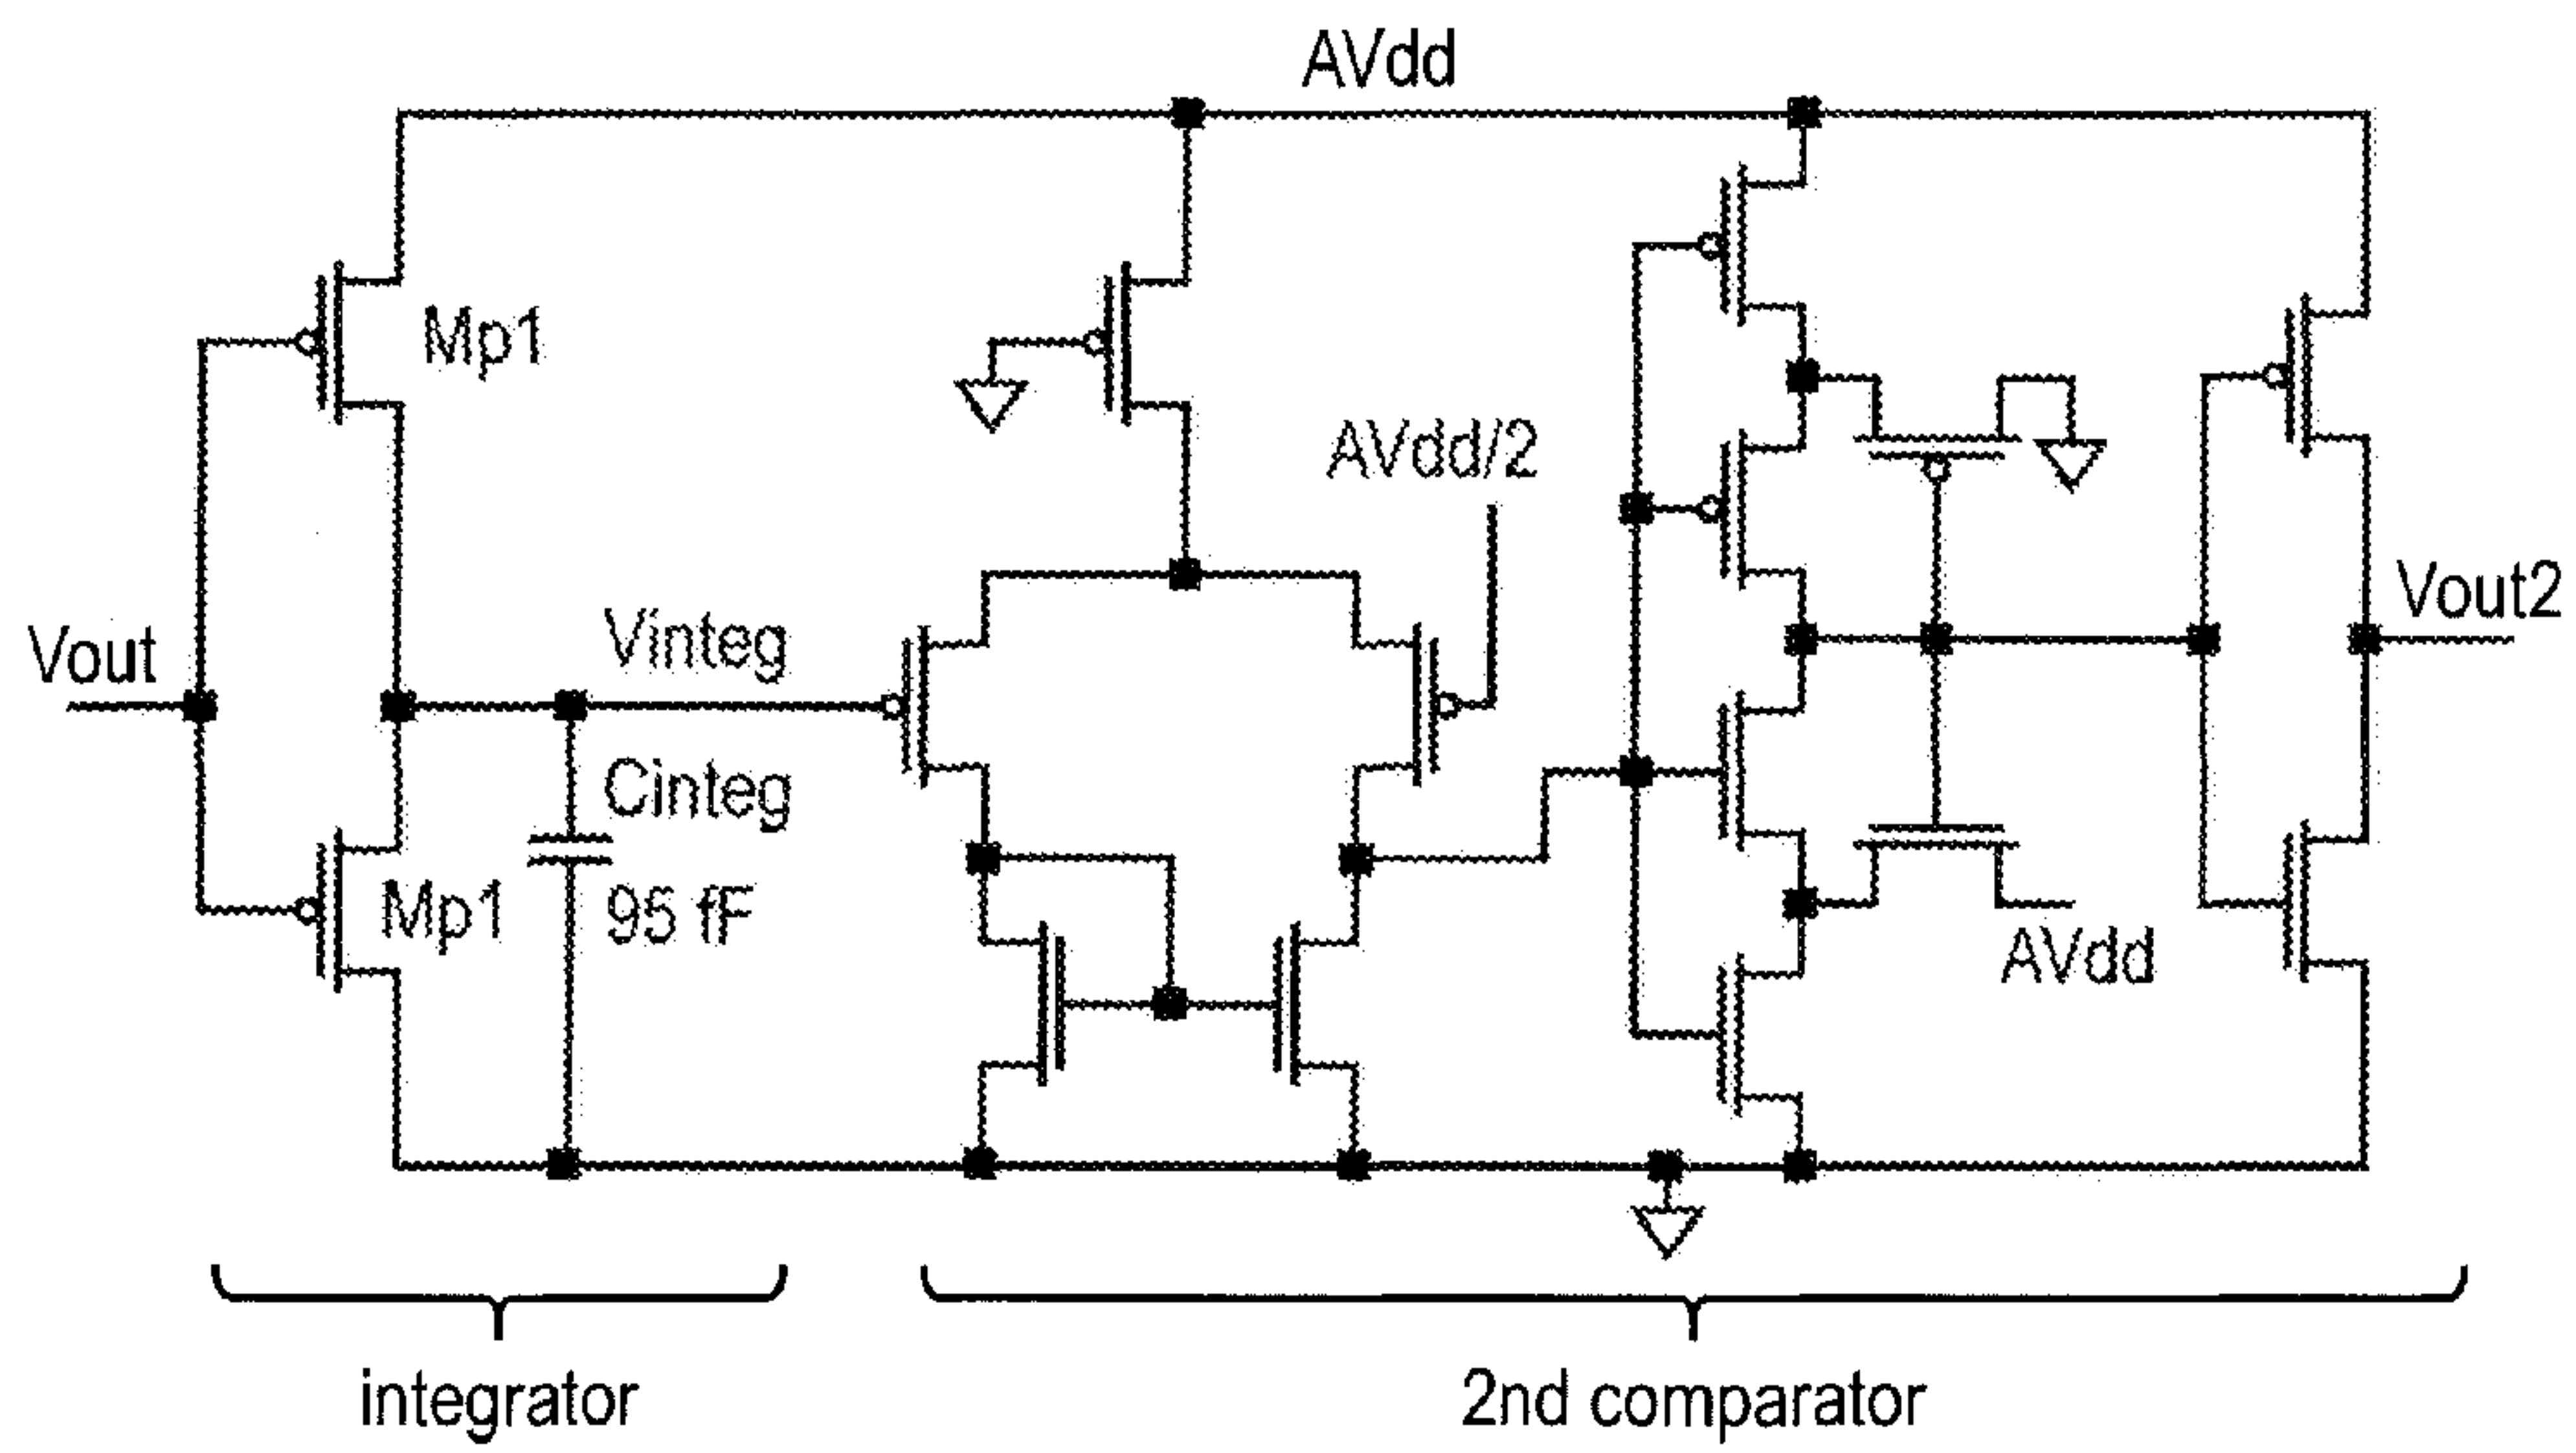 AVdd
Mp1
AVdd/2
Vout
Vinteg
Vout2
Cinteg
Mp1
95 fF
AVdd
integrator
2nd comparator